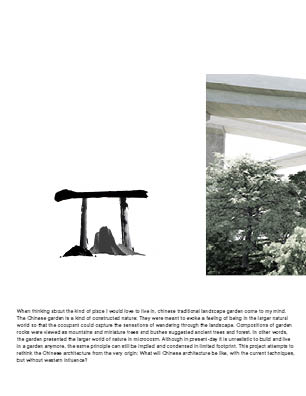 When thinking about the kind of place I would love to live in, chinese traditional landscape garden come to my mind.
The Chinese garden is a kind of constructed nature: They were meant to evoke a feeling of being in the larger natural
world so that the occupant could capture the sensations of wandering through the landscape. Compositions of garden
rocks were viewed as mountains and miniature trees and bushes suggested ancient trees and forest. In other words,
the garden presented the larger world of nature in microcosm. Although in present-day it is unrealistic to build and live
in a garden anymore, the same principle can still be implied and condensed in limited footprint. This project attempts to
rethink the Chinese architecture from the very origin: What will Chinese architecture be like, with the current techniques,
but without western influence?